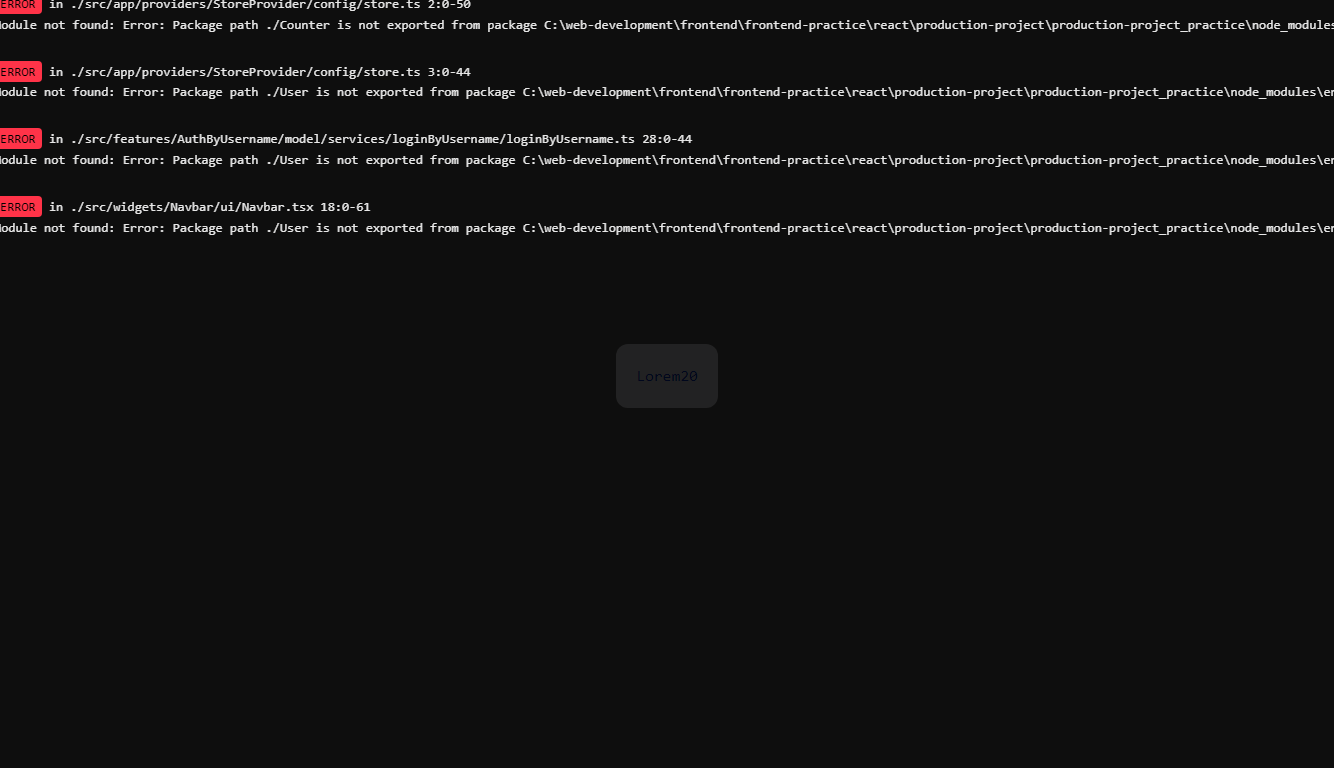 ERROR in ./src/app/providers/StoreProvider/config/store.ts 2:0-50
odule not found: Error: Package path ./Counter is not exported from package C:\web-development\frontend\frontend-practice\react\production-project\production-project_practice\node_modules
ERROR in ./src/app/providers/StoreProvider/config/store.ts 3:0-44
odule not found: Error: Package path ./User is not exported from package C:\web-development\frontend\frontend-practice\react\production-project\production-project_practice\node_modules\en
ERROR in ./src/features/AuthByUsername/model/services/loginByUsername/loginByUsername.ts 28:0-44
odule not found: Error: Package path ./User is not exported from package C:\web-development\frontend\frontend-practice\react\production-project\production-project_practice\node_modules\en
ERROR in ./src/widgets/Navbar/ui/Navbar.tsx 18:0-61
odule not found: Error: Package path ./User is not exported from package C:\web-development\frontend\frontend-practice\react\production-project\production-project_practice\node_modules\en
Lorem20